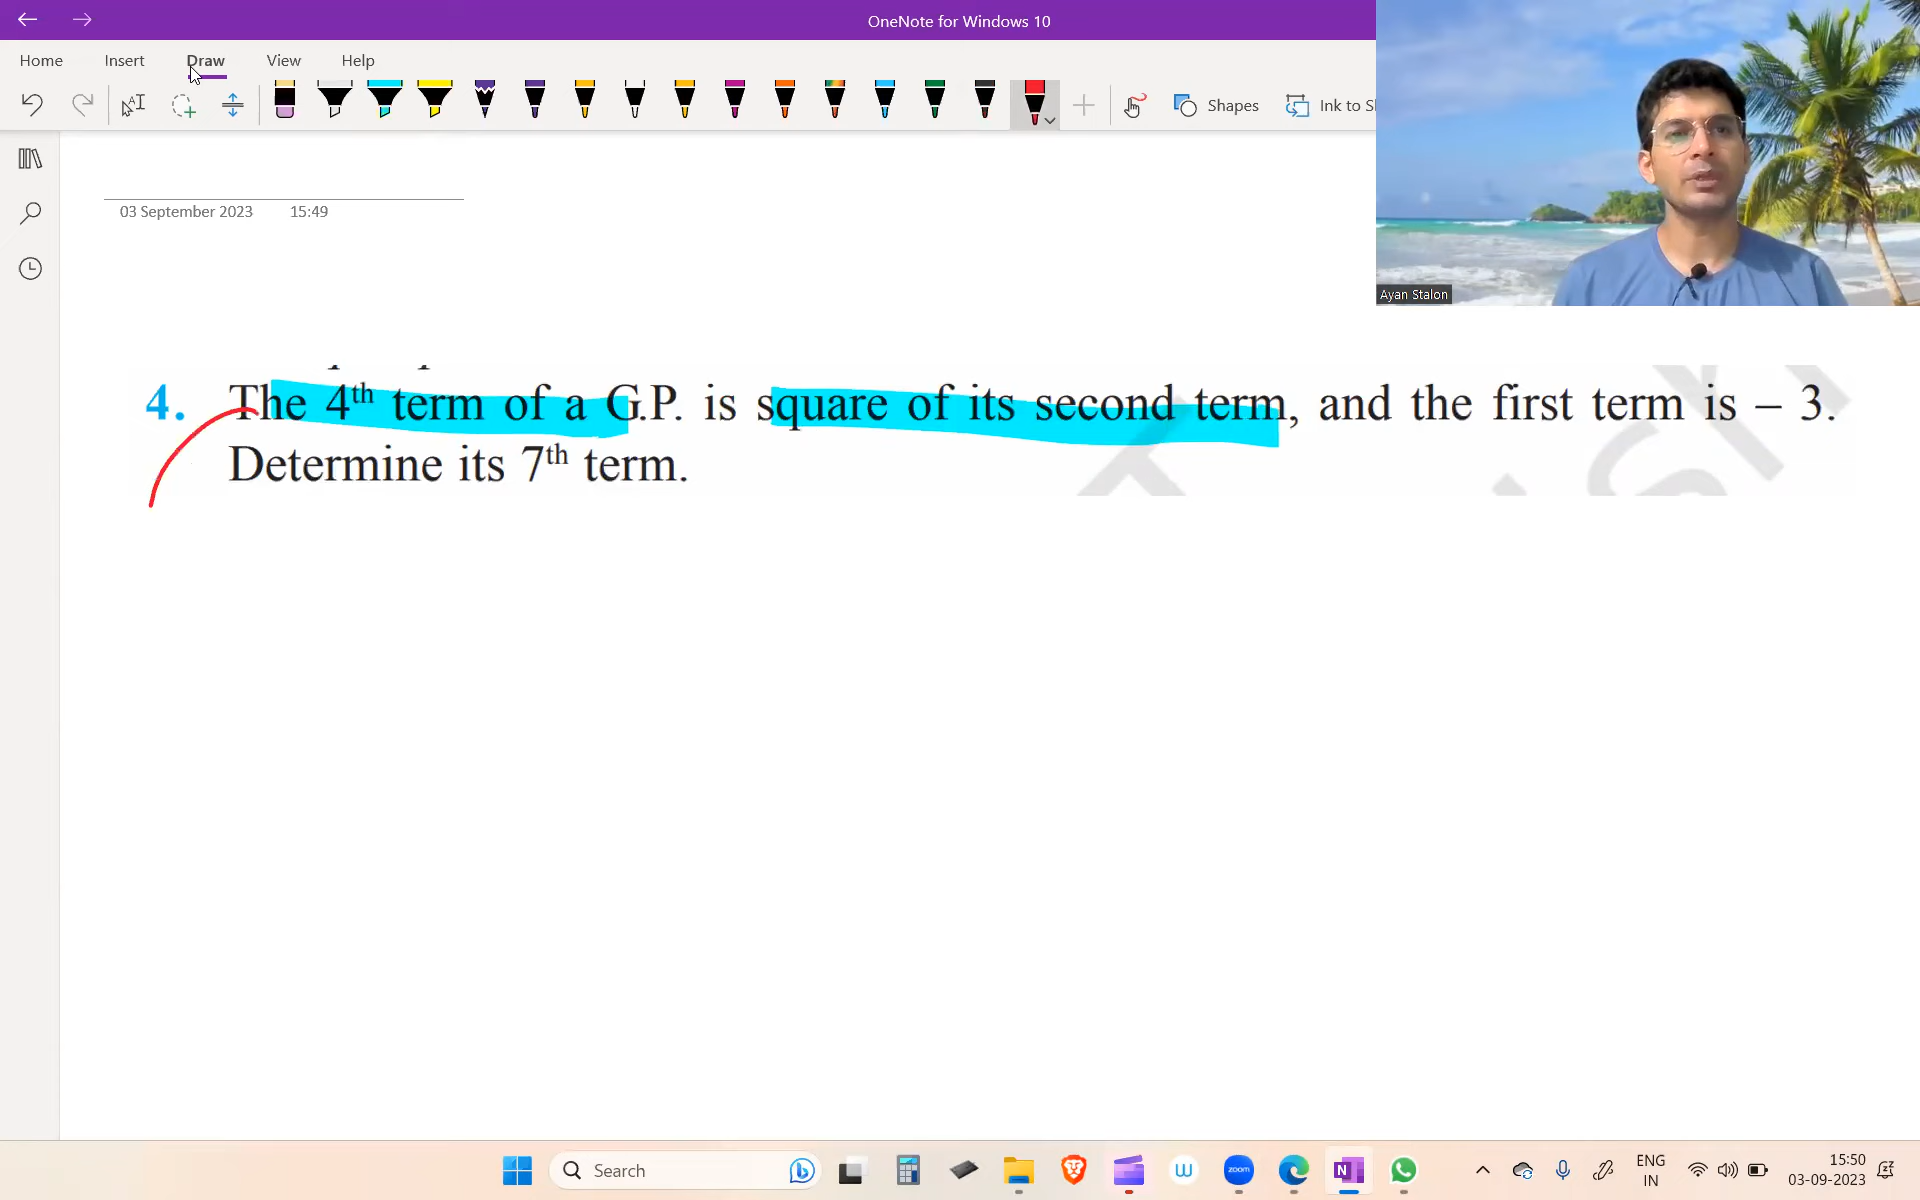 OneNote for Windows 10
Home Insert Draw View Help
Shapes Ink to Sh
03 September 2023 15:49
Ayan Stalon
4. The 4th term of a G.P. is square of its second term, and the first term is – 3.
Determine its 7th term.
Search
zoom
ENG
IN
15:50
03-09-2023